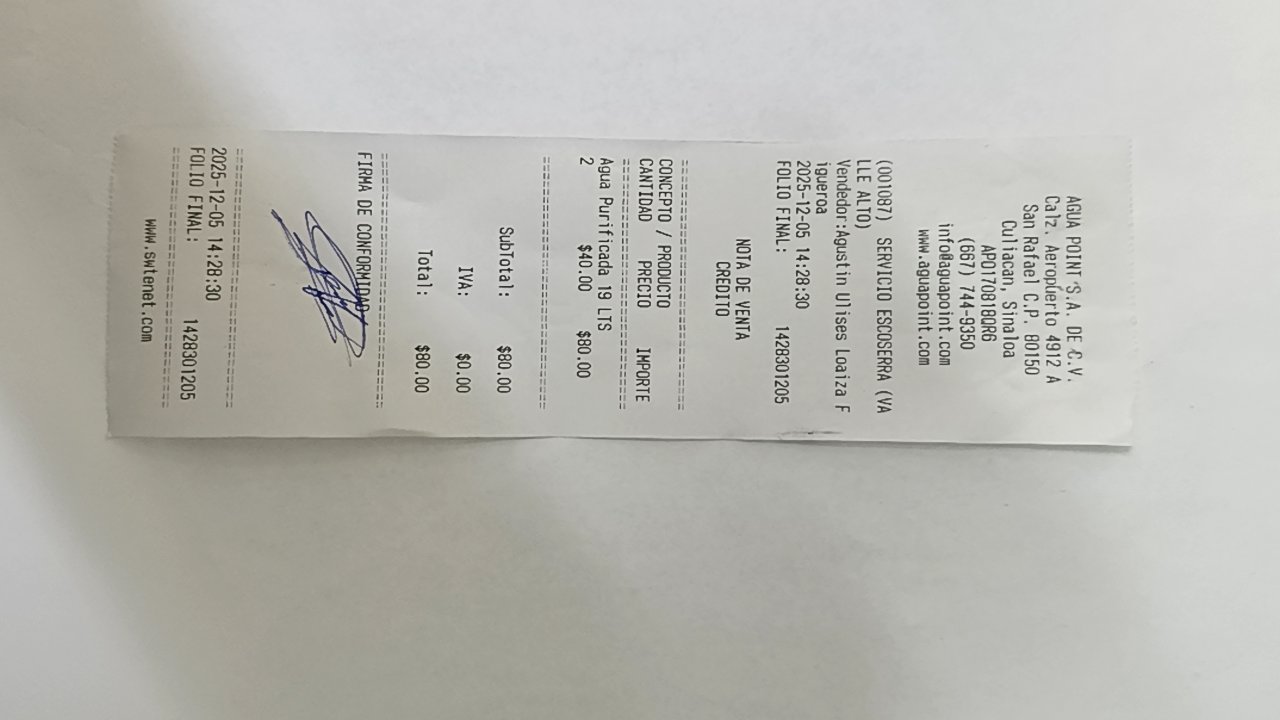 AGUA POINT S.A. DE C.V.
Calz. Aeropuerto 4912 A
San Rafael C.P. 80150
Culiacan, Sinaloa
APO170818QR6
(667) 744-9350
info@aguapoint.com
www.aguapoint.com
(001087) SERVICIO ESCOSERRA (VA
LLE ALTO)
Vendedor:Agustin Ulises Loaiza F
igueroa
2025-12-05 14:28:30
FOLIO FINAL: 1428301205
NOTA DE VENTA
CREDITO
CONCEPTO / PRODUCTO
CANTIDAD PRECIO IMPORTE
Agua Purificada 19 LTS
2 $40.00 $80.00
SubTotal: $80.00
IVA: $0.00
Total: $80.00
FIRMA DE CONFORMIDAD
2025-12-05 14:28:30
FOLIO FINAL: 1428301205
www.swtenet.com